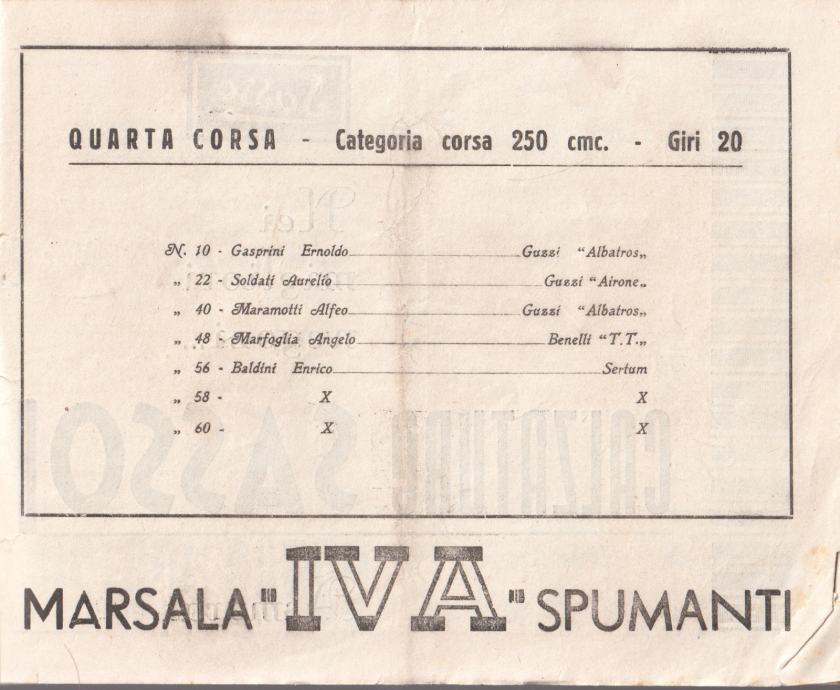 QUARTA CORSA - Categoria corsa 250 cmc. - Giri 20
N. 10 - Gasprini Ernoldo Guzzi "Albatros„
„ 22 - Soldati Aurelio Guzzi "Airone„
„ 40 - Maramotti Alfeo Guzzi "Albatros„
„ 48 - Marfoglia Angelo Benelli "T.T.„
„ 56 - Baldini Enrico Sertum
„ 58 - X X
„ 60 - X X
MARSALA "IVA" SPUMANTI